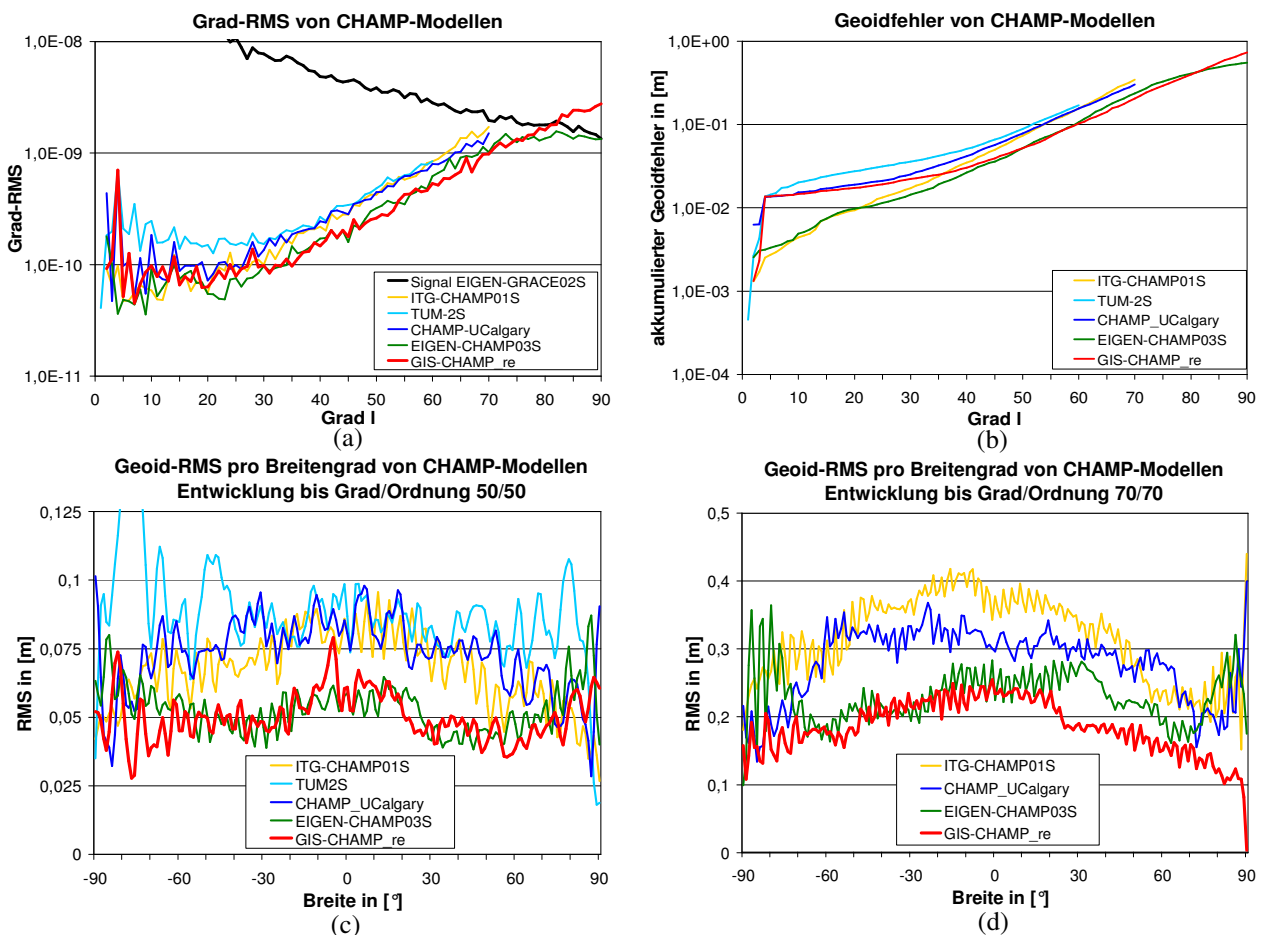 Grad-RMS von CHAMP-Modellen
1,0E-08
1,0E-09
1,0E-10
1,0E-11
Grad-RMS
Signal EIGEN-GRACE02S
ITG-CHAMP01S
TUM-2S
CHAMP-UCalgary
EIGEN-CHAMP03S
GIS-CHAMP_re
0 10 20 30 40 50 60 70 80 90
Grad l
(a)
Geoidfehler von CHAMP-Modellen
1,0E+00
1,0E-01
1,0E-02
1,0E-03
1,0E-04
akkumulierter Geoidfehler in [m]
ITG-CHAMP01S
TUM-2S
CHAMP_UCalgary
EIGEN-CHAMP03S
GIS-CHAMP_re
0 10 20 30 40 50 60 70 80 90
Grad l
(b)
Geoid-RMS pro Breitengrad von CHAMP-Modellen
Entwicklung bis Grad/Ordnung 50/50
0,125
0,1
0,075
0,05
0,025
0
RMS in [m]
ITG-CHAMP01S
TUM2S
CHAMP_UCalgary
EIGEN-CHAMP03S
GIS-CHAMP_re
-90 -60 -30 0 30 60 90
Breite in [°]
(c)
Geoid-RMS pro Breitengrad von CHAMP-Modellen
Entwicklung bis Grad/Ordnung 70/70
0,5
0,4
0,3
0,2
0,1
0
RMS in [m]
ITG-CHAMP01S
CHAMP_UCalgary
EIGEN-CHAMP03S
GIS-CHAMP_re
-90 -60 -30 0 30 60 90
Breite in [°]
(d)